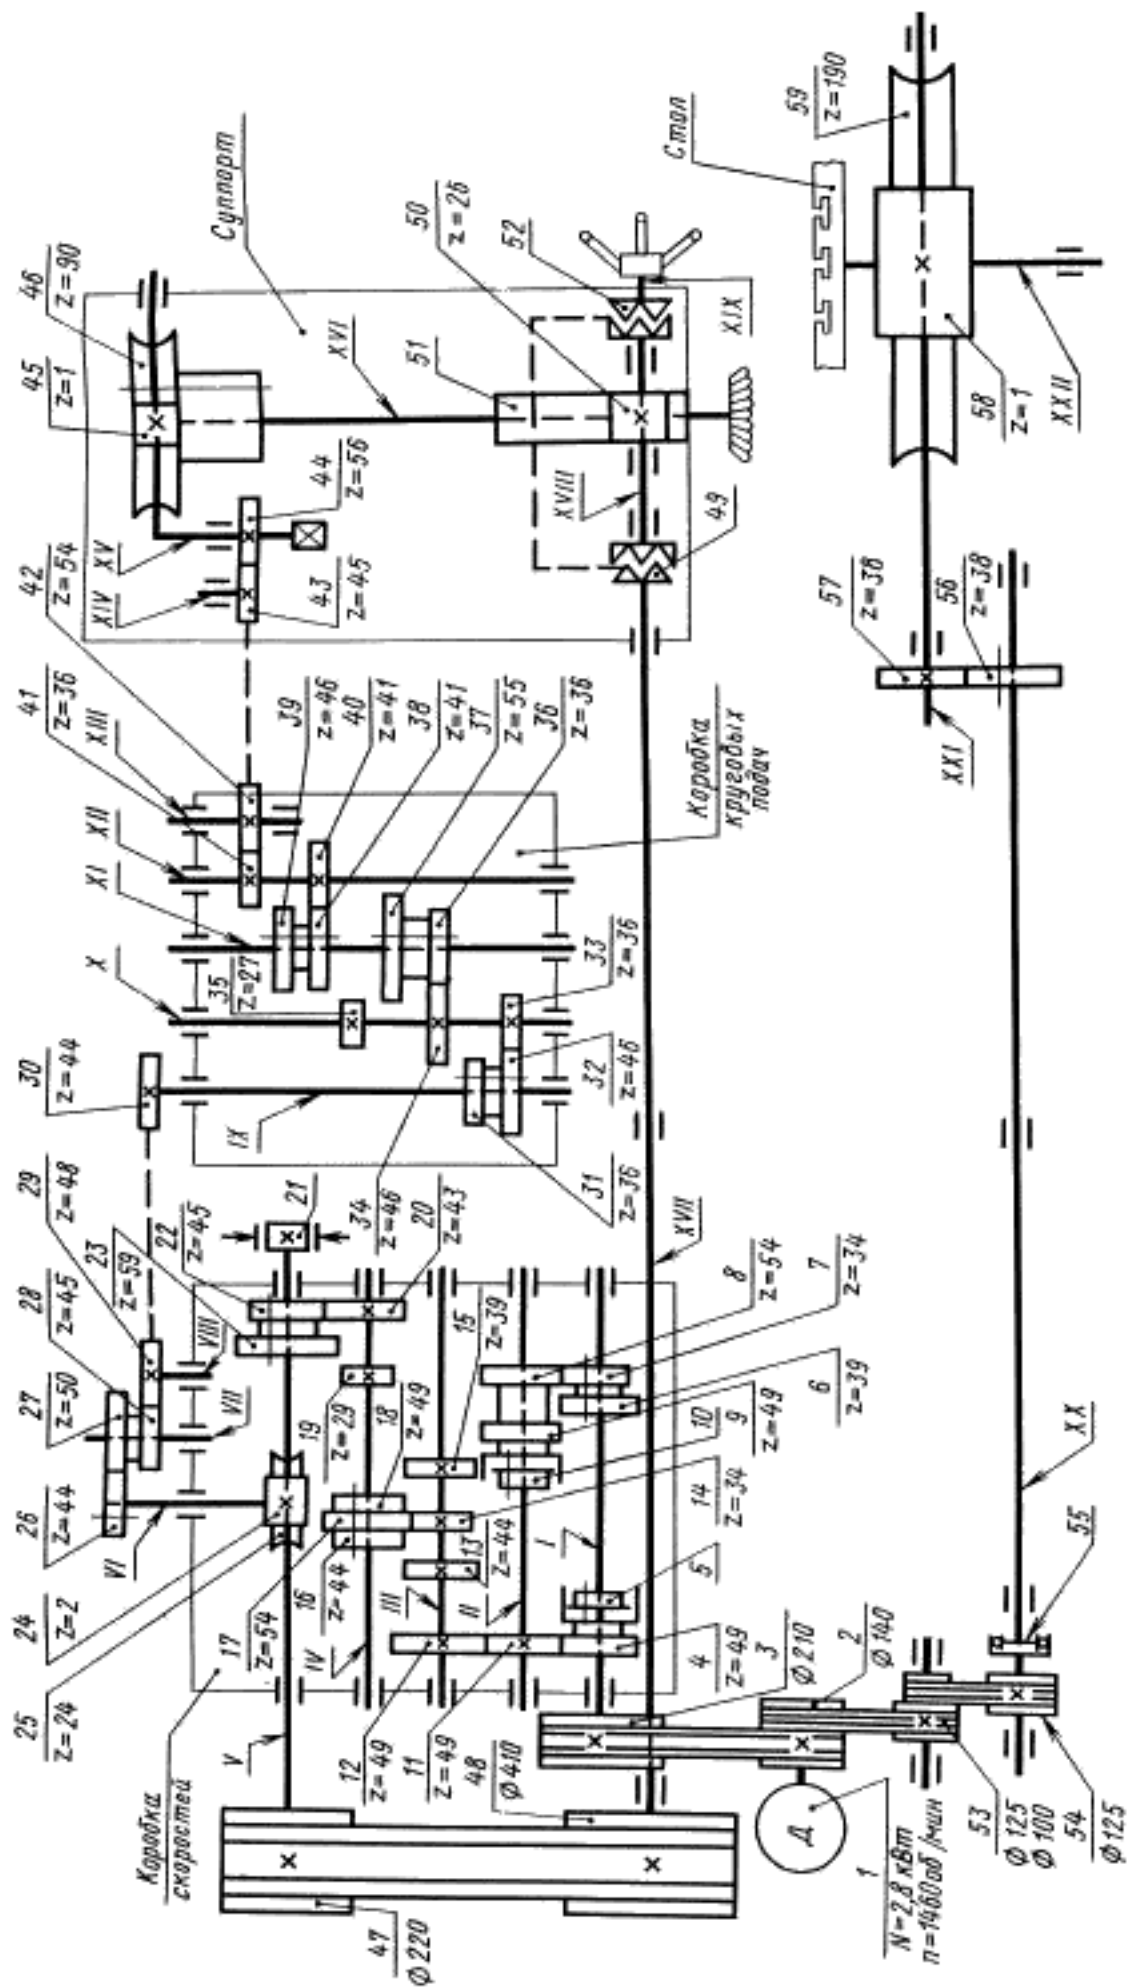 25
z=24
24
z=2
26
z=44
27
z=50
28
z=45
29
z=48
30
z=44
41
z=36
42
z=54
45
z=1
46
z=90
Коробка
скоростей
V
17
z=54
VI
VII
VIII
23
z=59
22
z=45
21
X
XI
XII
XIII
XIV
XV
IX
35
z=27
39
z=46
40
z=41
38
z=41
37
z=55
36
z=36
43
z=45
44
z=56
Суппорт
XVI
IV
16
z=44
19
z=29
18
z=49
34
z=46
20
z=43
31
z=36
32
z=46
33
z=36
51
50
z=26
52
47
Ф220
12
z=49
11
z=49
48
Ф410
III
II
13
z=44
I
15
z=39
Коробка
круговых
подач
XVIII
49
XIX
4
z=49
3
Ф210
2
Ф140
5
14
z=34
10
9
z=49
6
z=39
8
z=54
7
z=34
XVII
Д
1
N=2,8 кВт
n=1460 об/мин
53
Ф125
Ф100
54
Ф125
55
XX
57
z=38
56
z=38
XXI
59
z=190
Стол
58
z=1
XXII